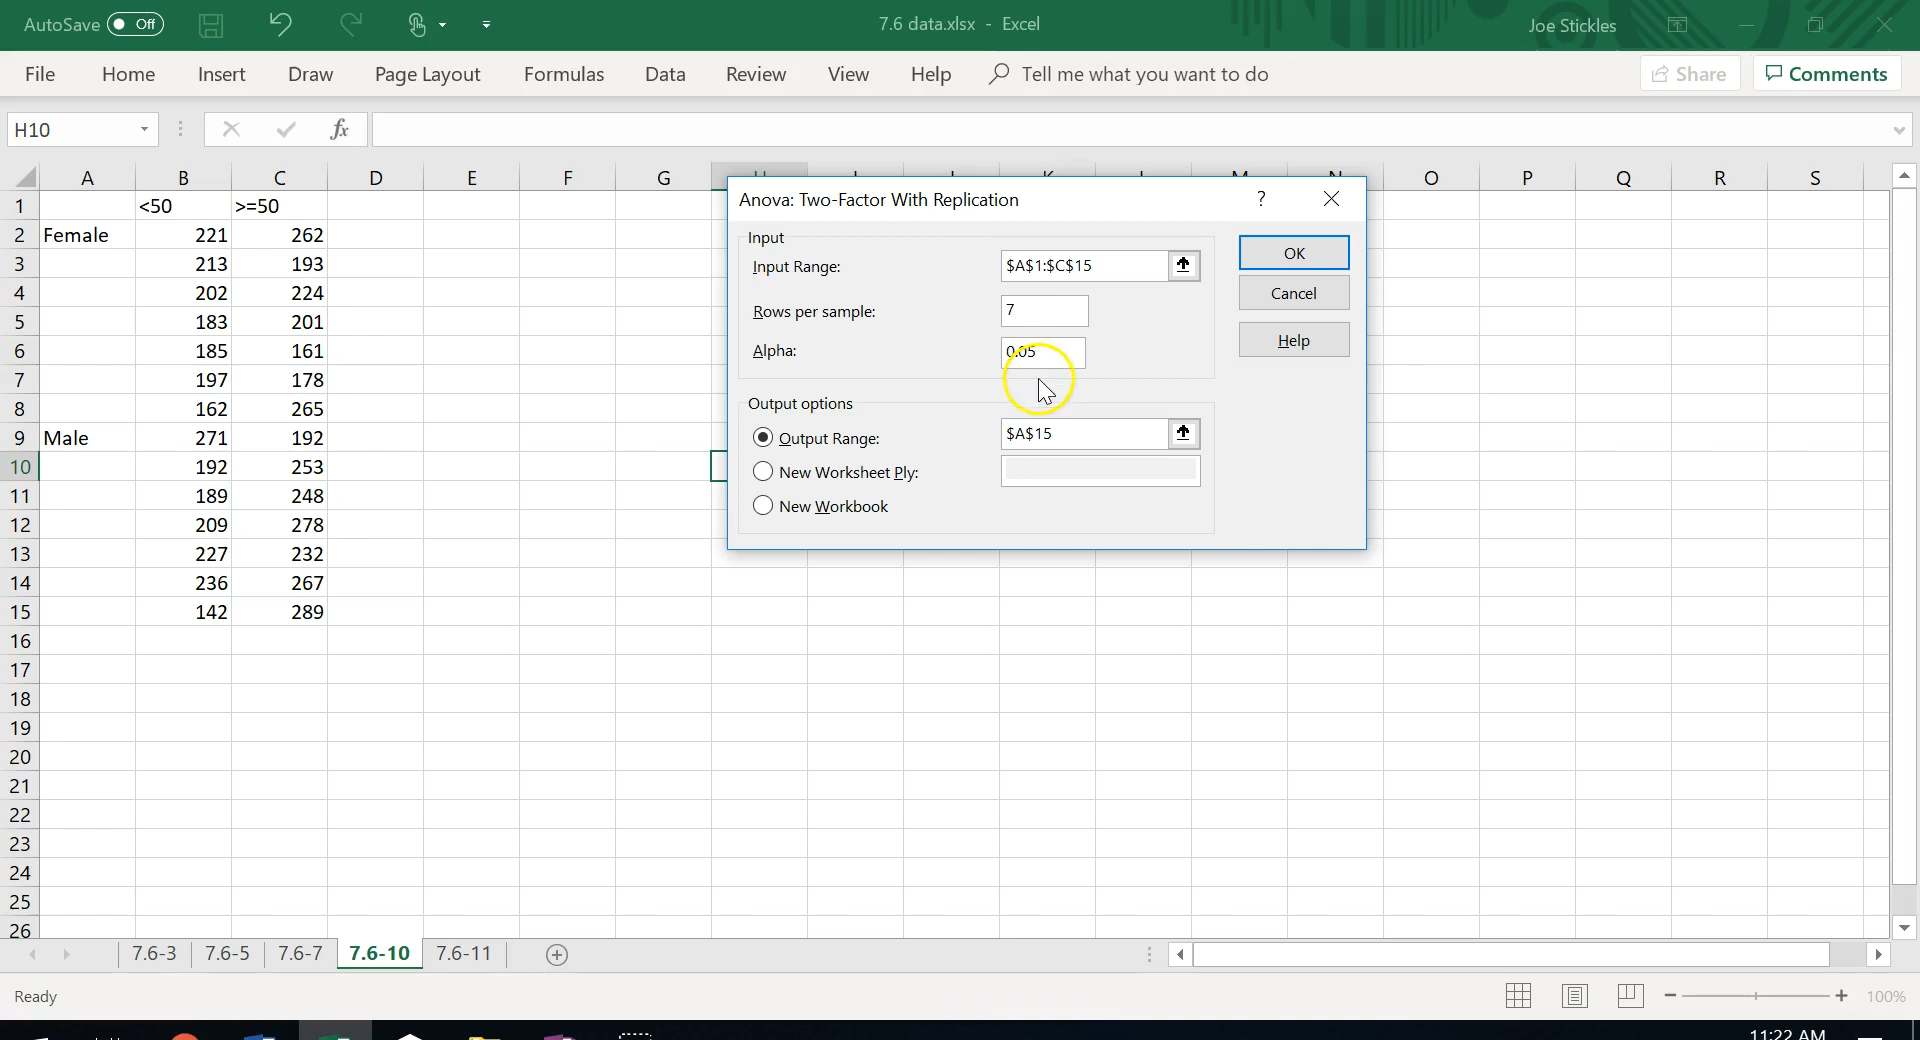 AutoSave Off 7.6 data.xlsx - Excel Joe Stickles
File Home Insert Draw Page Layout Formulas Data Review View Help Tell me what you want to do Share Comments
H10 fx
A B C D E F G H I J K L M N O P Q R S
1 <50 >=50
2 Female 221 262
3 213 193
4 202 224
5 183 201
6 185 161
7 197 178
8 162 265
9 Male 271 192
10 192 253
11 189 248
12 209 278
13 227 232
14 236 267
15 142 289
16
17
18
19
20
21
22
23
24
25
26
Anova: Two-Factor With Replication ?
Input
Input Range: $A$1:$C$15 OK
Rows per sample: 7 Cancel
Alpha: 0.05 Help
Output options
Output Range: $A$15
New Worksheet Ply:
New Workbook
7.6-3 7.6-5 7.6-7 7.6-10 7.6-11
Ready 100%
11:22 AM